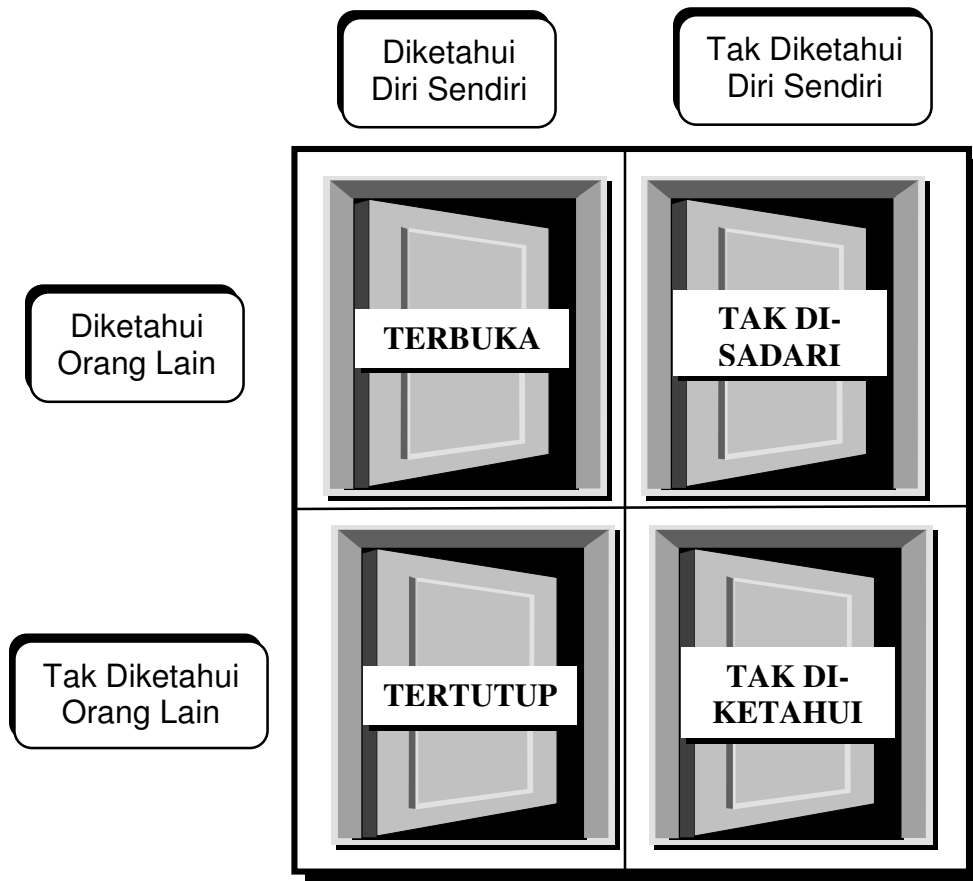 Diketahui
Diri Sendiri
Tak Diketahui
Diri Sendiri
Diketahui
Orang Lain
TERBUKA
TAK DI-
SADARI
Tak Diketahui
Orang Lain
TERTUTUP
TAK DI-
KETAHUI